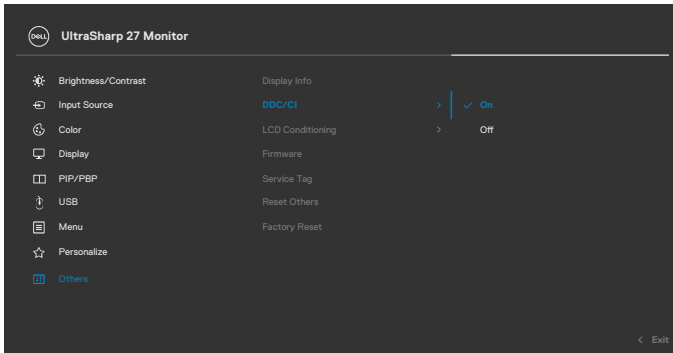 DELL UltraSharp 27 Monitor
Brightness/Contrast Display Info
Input Source DDC/CI > ✓ On
Color LCD Conditioning > Off
Display Firmware
PIP/PBP Service Tag
USB Reset Others
Menu Factory Reset
Personalize
Others
< Exit